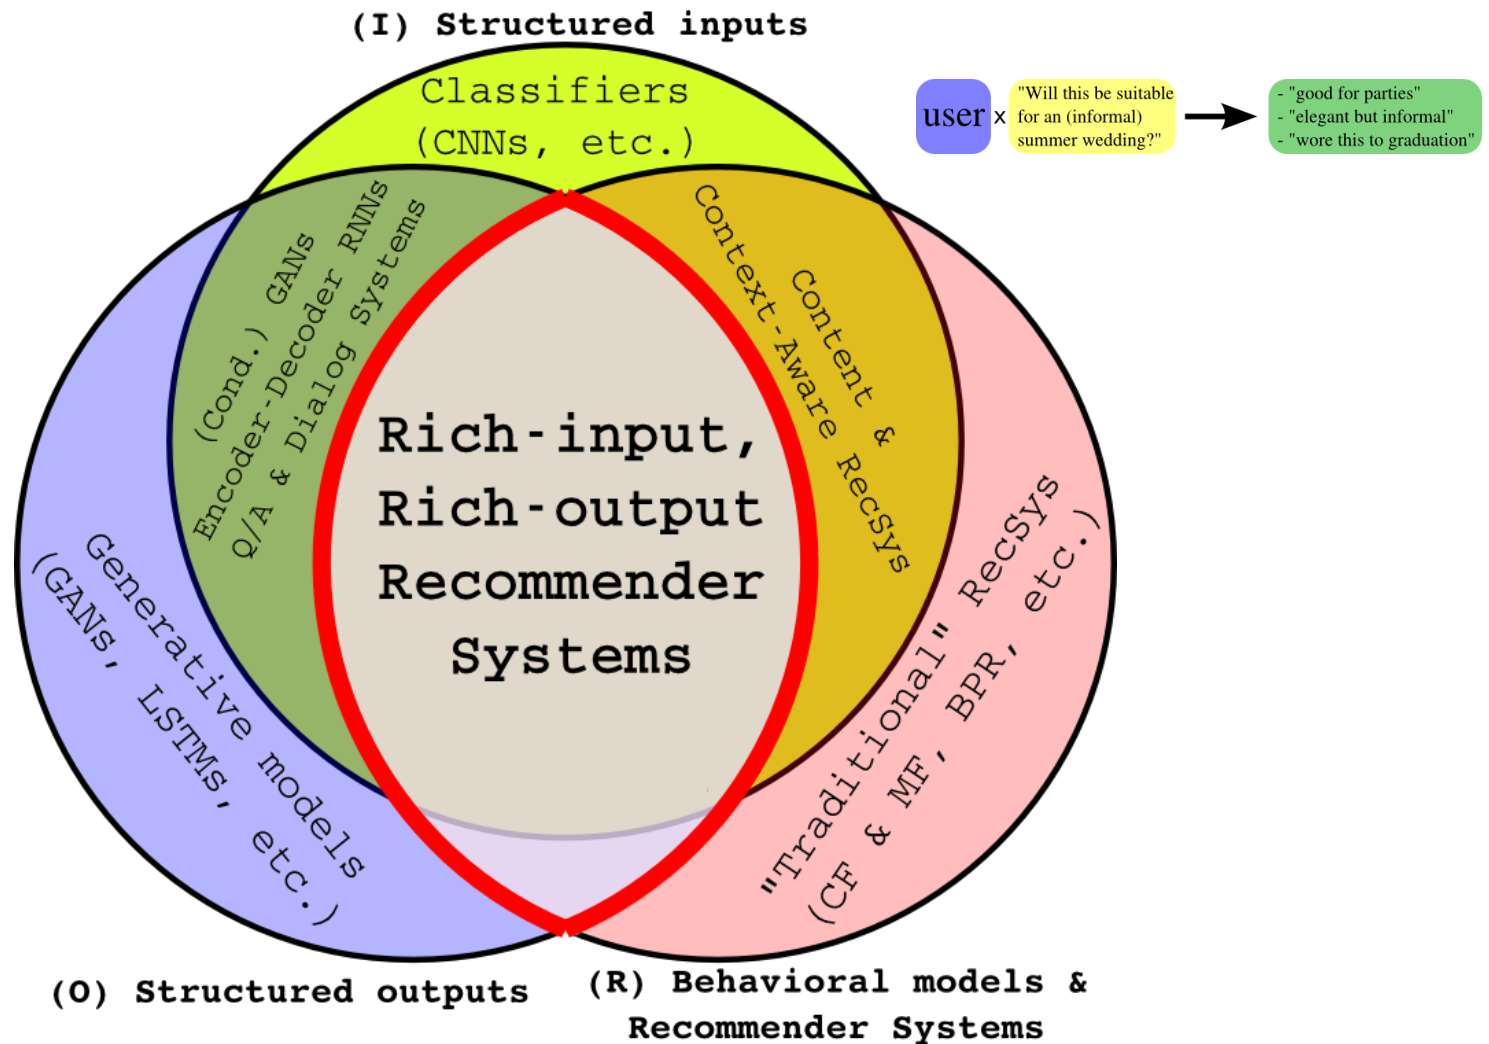 (I) Structured inputs
Classifiers
(CNNs, etc.)
user x
"Will this be suitable
for an (informal)
summer wedding?"
- "good for parties"
- "elegant but informal"
- "wore this to graduation"
(Cond.) GANs
Encoder-Decoder RNNs
Q/A & Dialog Systems
Content &
Context-Aware RecSys
Rich-input,
Rich-output
Recommender
Systems
Generative models
(GANs, LSTMs, etc.)
"Traditional" RecSys
(CF & MF, BPR, etc.)
(O) Structured outputs
(R) Behavioral models &
Recommender Systems